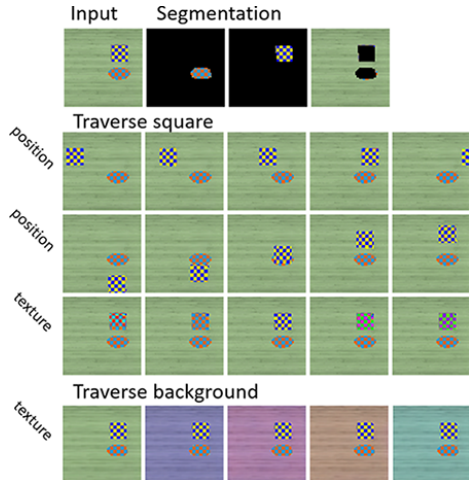 Input Segmentation
Traverse square
position
position
texture
Traverse background
texture